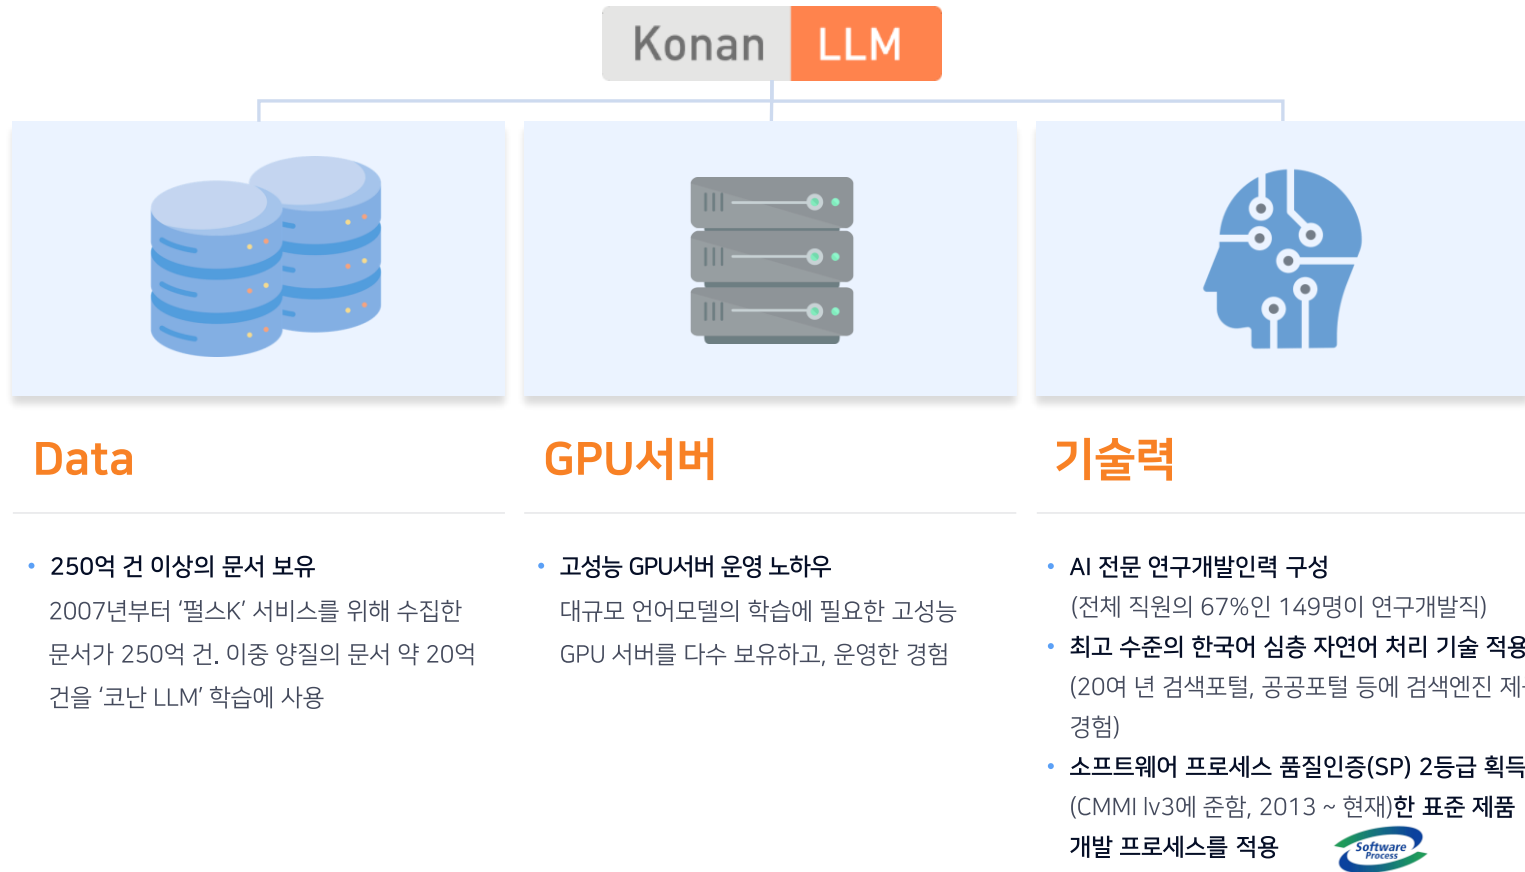 Konan LLM
Data
250억 건 이상의 문서 보유
2007년부터 ‘펄스K’ 서비스를 위해 수집한
문서가 250억 건. 이중 양질의 문서 약 20억
건을 ‘코난 LLM’ 학습에 사용
GPU서버
고성능 GPU서버 운영 노하우
대규모 언어모델의 학습에 필요한 고성능
GPU 서버를 다수 보유하고, 운영한 경험
기술력
AI 전문 연구개발인력 구성
(전체 직원의 67%인 149명이 연구개발직)
최고 수준의 한국어 심층 자연어 처리 기술 적용
(20여 년 검색포털, 공공포털 등에 검색엔진
경험)
소프트웨어 프로세스 품질인증(SP) 2등급 획득
(CMMI lv3에 준함, 2013 ~ 현재)한 표준 제품
개발 프로세스를 적용
Software
Process